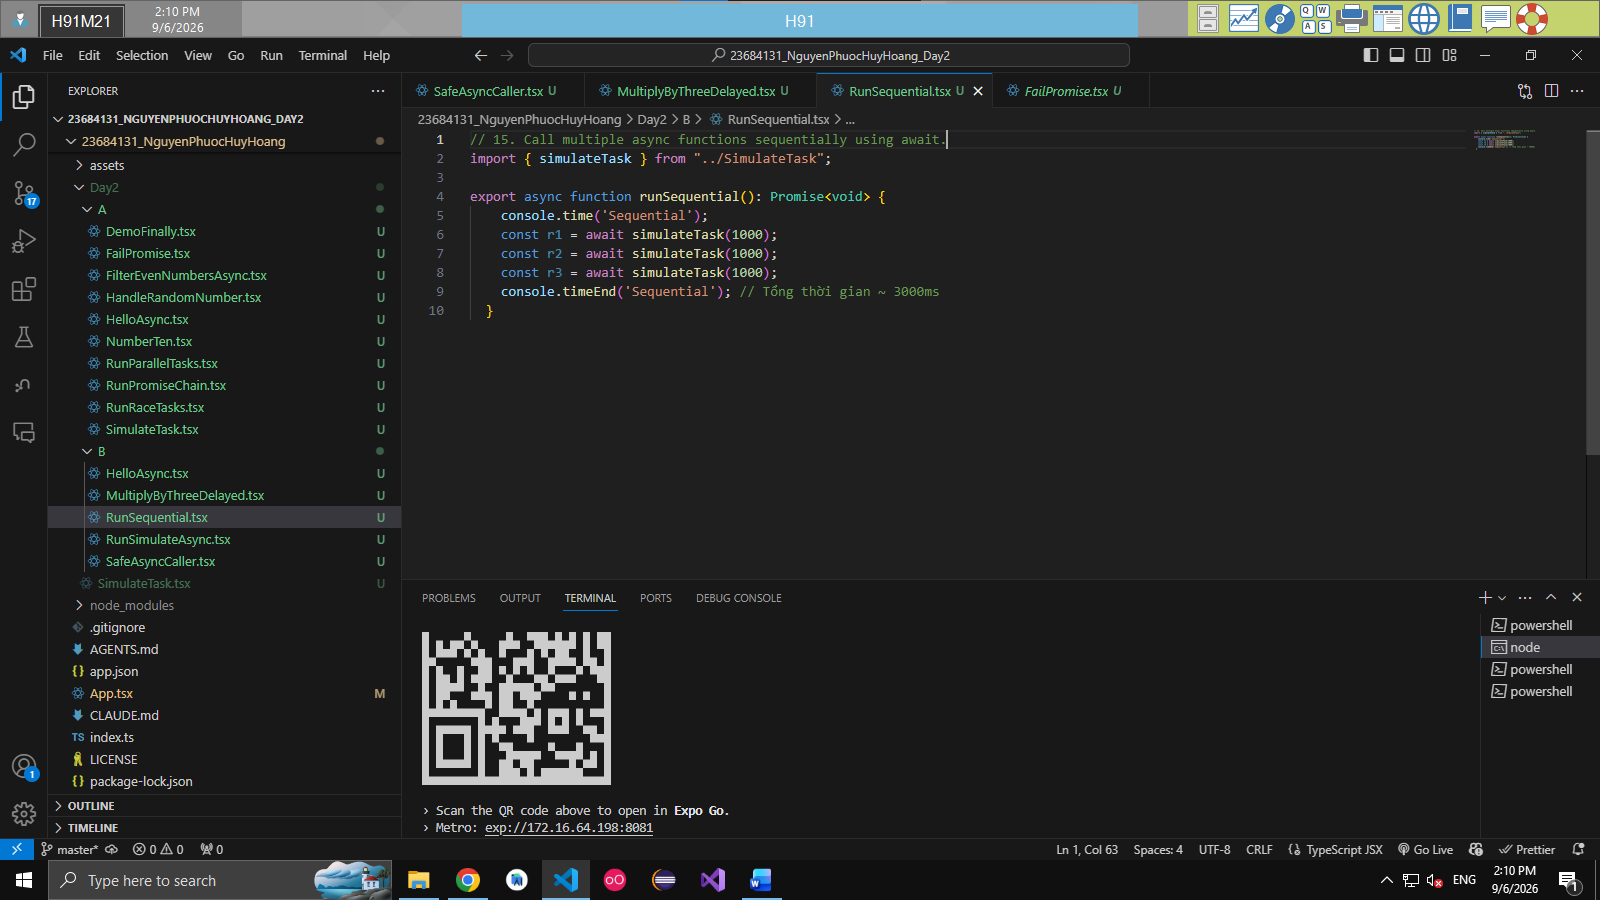 H91M21
2:10 PM
9/6/2026
H91
Q W
A S
File Edit Selection View Go Run Terminal Help
23684131_NguyenPhuocHuyHoang_Day2
EXPLORER
23684131_NGUYENPHUOCHUYHOANG_DAY2
23684131_NguyenPhuocHuyHoang
assets
Day2
A
DemoFinally.tsx U
FailPromise.tsx U
FilterEvenNumbersAsync.tsx U
HandleRandomNumber.tsx U
HelloAsync.tsx U
NumberTen.tsx U
RunParallelTasks.tsx U
RunPromiseChain.tsx U
RunRaceTasks.tsx U
SimulateTask.tsx U
B
HelloAsync.tsx U
MultiplyByThreeDelayed.tsx U
RunSequential.tsx U
RunSimulateAsync.tsx U
SafeAsyncCaller.tsx U
SimulateTask.tsx U
node_modules
.gitignore
AGENTS.md
{} app.json
App.tsx M
CLAUDE.md
TS index.ts
LICENSE
{} package-lock.json
OUTLINE
TIMELINE
17
1
SafeAsyncCaller.tsx U MultiplyByThreeDelayed.tsx U RunSequential.tsx U FailPromise.tsx U
23684131_NguyenPhuocHuyHoang > Day2 > B > RunSequential.tsx > ...
1 // 15. Call multiple async functions sequentially using await.
2 import { simulateTask } from "../SimulateTask";
3
4 export async function runSequential(): Promise<void> {
5 console.time('Sequential');
6 const r1 = await simulateTask(1000);
7 const r2 = await simulateTask(1000);
8 const r3 = await simulateTask(1000);
9 console.timeEnd('Sequential'); // Tổng thời gian ~ 3000ms
10 }
PROBLEMS OUTPUT TERMINAL PORTS DEBUG CONSOLE
powershell
node
powershell
powershell
› Scan the QR code above to open in Expo Go.
› Metro: exp://172.16.64.198:8081
master* 0 0 0 Ln 1, Col 63 Spaces: 4 UTF-8 CRLF TypeScript JSX Go Live Prettier
Type here to search
ENG
2:10 PM
9/6/2026
1